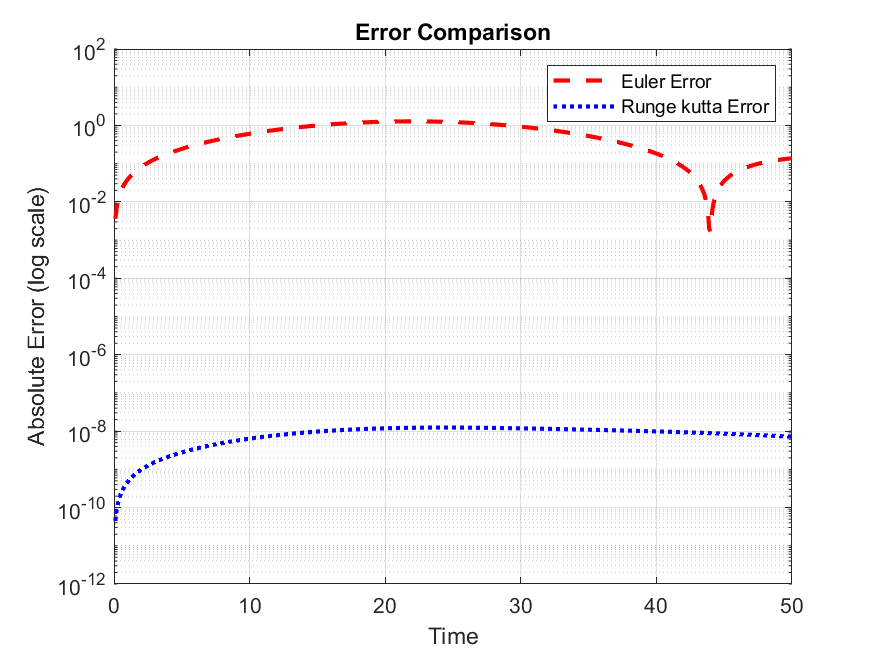 Error Comparison
10^2
10^0
10^-2
10^-4
10^-6
10^-8
10^-10
10^-12
Absolute Error (log scale)
Euler Error
Runge kutta Error
0 10 20 30 40 50
Time